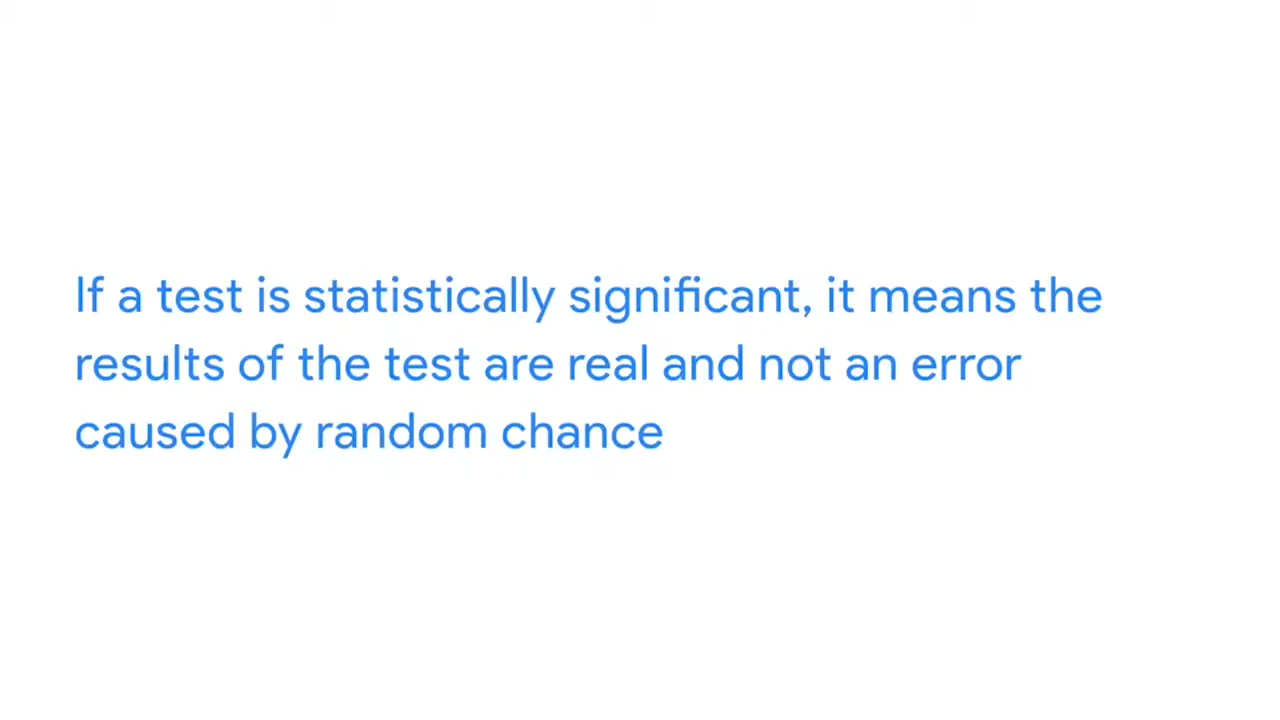 If a test is statistically significant, it means the
results of the test are real and not an error
caused by random chance